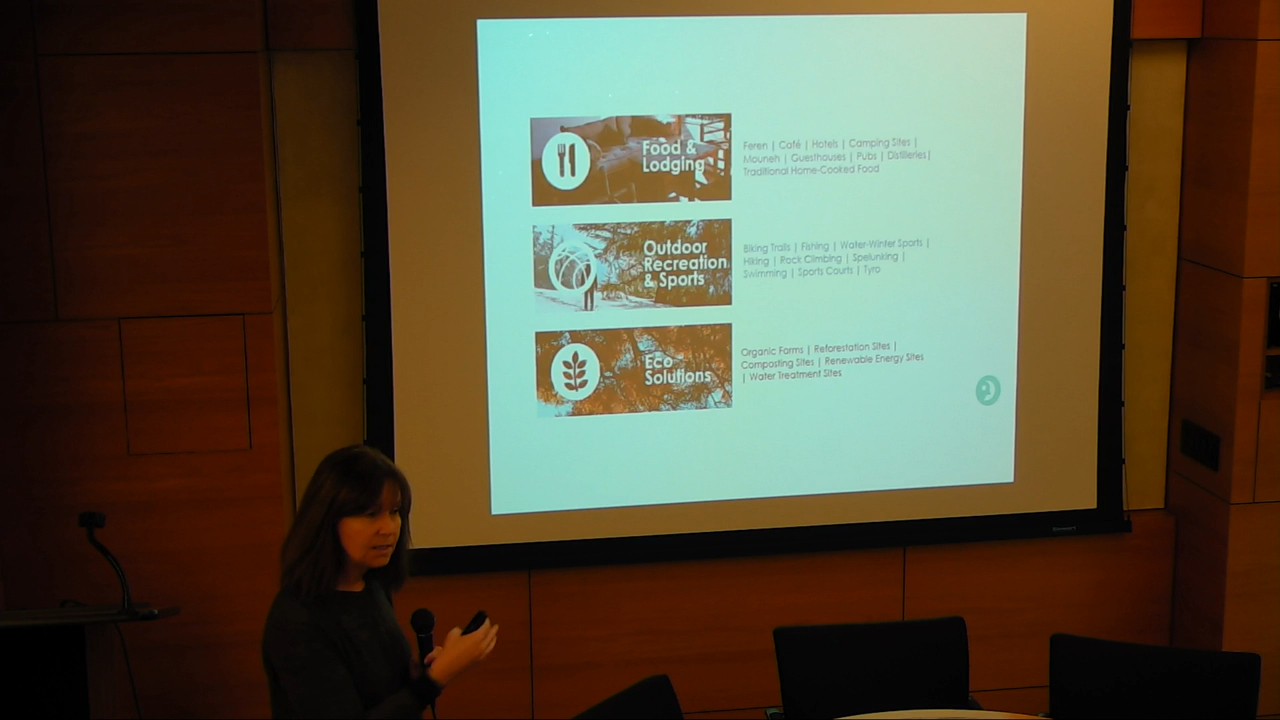 Food &
Lodging
Feren | Café | Hotels | Camping Sites |
Mouneh | Guesthouses | Pubs | Distilleries|
Traditional Home-Cooked Food
Outdoor
Recreation
& Sports
Biking Trails | Fishing | Water-Winter Sports |
Hiking | Rock Climbing | Spelunking |
Swimming | Sports Courts | Tyro
Eco
Solutions
Organic Farms | Reforestation Sites |
Composting Sites | Renewable Energy Sites
| Water Treatment Sites